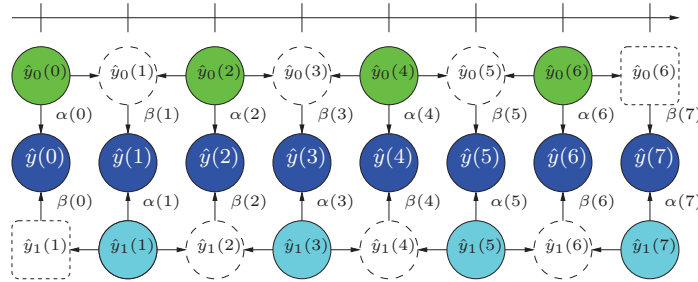 ŷ₀(0) ŷ₀(1) ŷ₀(2) ŷ₀(3) ŷ₀(4) ŷ₀(5) ŷ₀(6) ŷ₀(6)
α(0) β(1) α(2) β(3) α(4) β(5) α(6) β(7)
ŷ(0) ŷ(1) ŷ(2) ŷ(3) ŷ(4) ŷ(5) ŷ(6) ŷ(7)
β(0) α(1) β(2) α(3) β(4) α(5) β(6) α(7)
ŷ₁(1) ŷ₁(1) ŷ₁(2) ŷ₁(3) ŷ₁(4) ŷ₁(5) ŷ₁(6) ŷ₁(7)